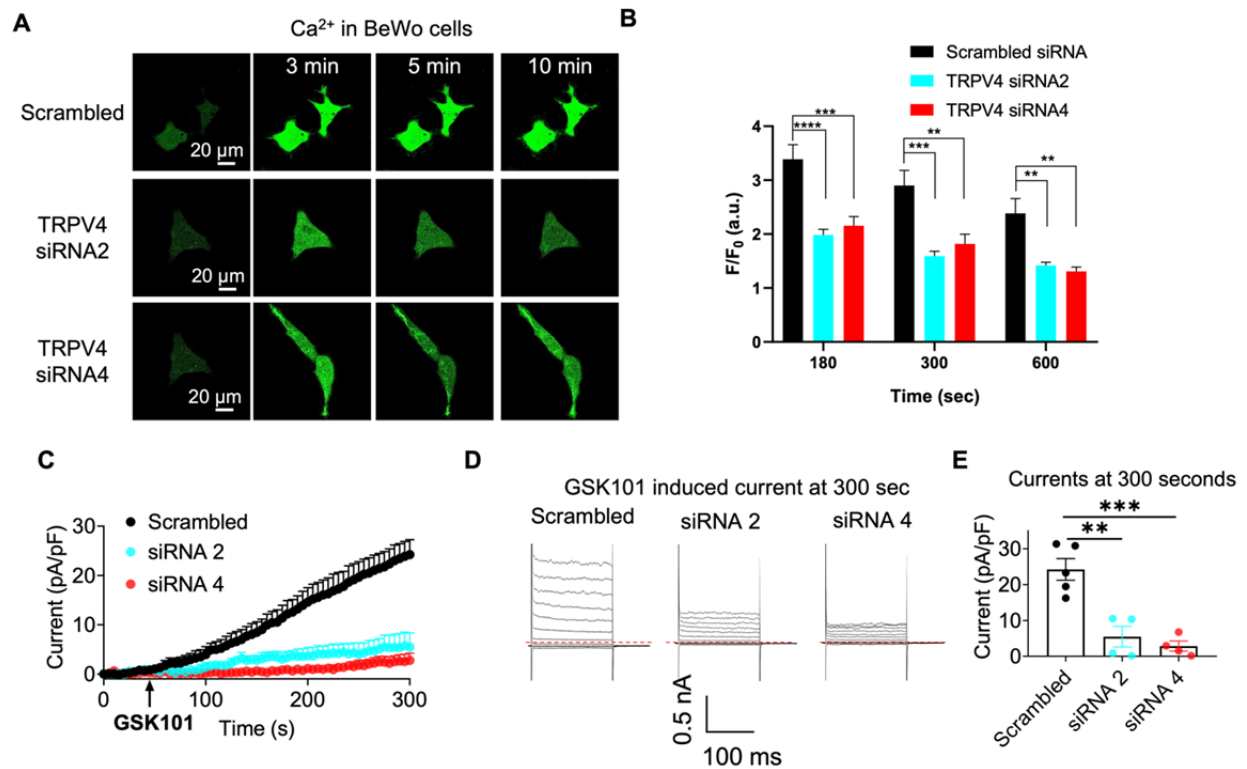 A
Ca²⁺ in BeWo cells
3 min
5 min
10 min
Scrambled
20 µm
TRPV4
siRNA2
20 µm
TRPV4
siRNA4
20 µm
B
Scrambled siRNA
TRPV4 siRNA2
TRPV4 siRNA4
F/F₀ (a.u.)
4
3
2
1
0
***
****
**
***
**
**
180
300
600
Time (sec)
C
Scrambled
siRNA 2
siRNA 4
Current (pA/pF)
30
20
10
0
0
100
200
300
GSK101
Time (s)
D
GSK101 induced current at 300 sec
Scrambled
siRNA 2
siRNA 4
0.5 nA
100 ms
E
Currents at 300 seconds
***
**
Current (pA/pF)
30
20
10
0
Scrambled
siRNA 2
siRNA 4